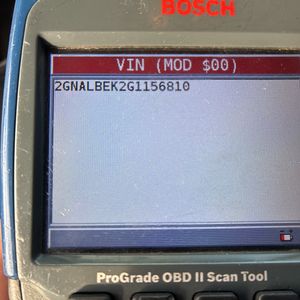 BOSCH
VIN (MOD $00)
2GNALBEK2G1156810
ProGrade OBD II Scan Tool